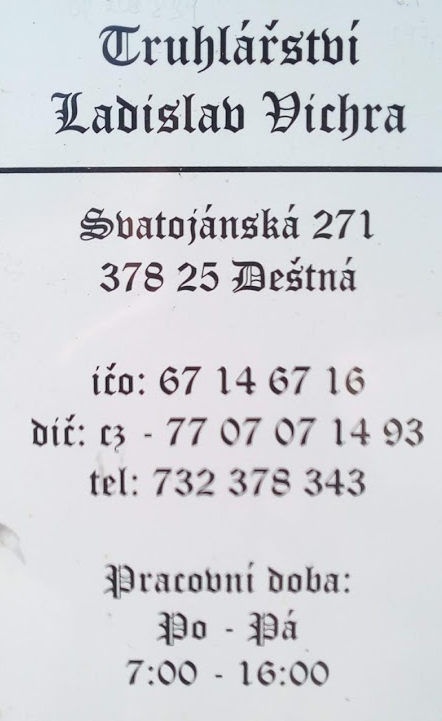 Truhlářství
Ladislav Vichra
Svatojánská 271
378 25 Deštná
ičo: 67 14 67 16
dič: cz - 77 07 07 14 93
tel: 732 378 343
Pracovní doba:
Po - Pá
7:00 - 16:00